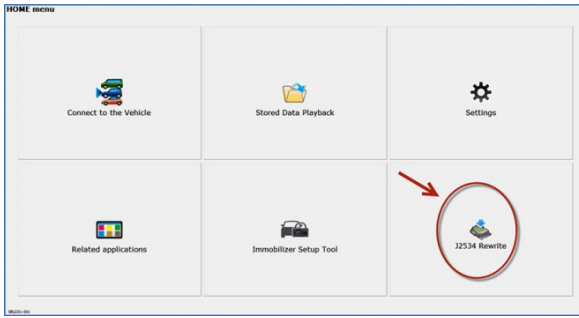 HOME menu
Connect to the Vehicle
Stored Data Playback
Settings
Related applications
Immobilizer Setup Tool
J2534 Rewrite